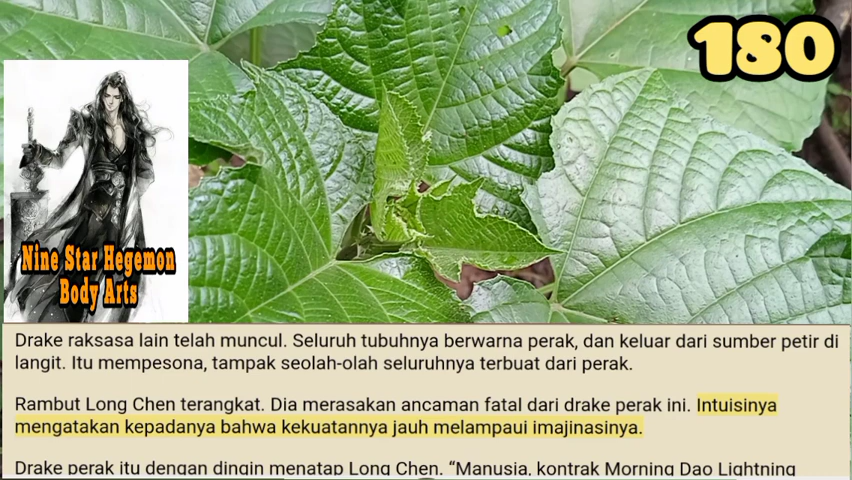 180
Nine Star Hegemon
Body Arts
Drake raksasa lain telah muncul. Seluruh tubuhnya berwarna perak, dan keluar dari sumber petir di
langit. Itu mempesona, tampak seolah-olah seluruhnya terbuat dari perak.
Rambut Long Chen terangkat. Dia merasakan ancaman fatal dari drake perak ini. Intuisinya
mengatakan kepadanya bahwa kekuatannya jauh melampaui imajinasinya.
Drake perak itu dengan dingin menatap Long Chen. “Manusia, kontrak Morning Dao Lightning